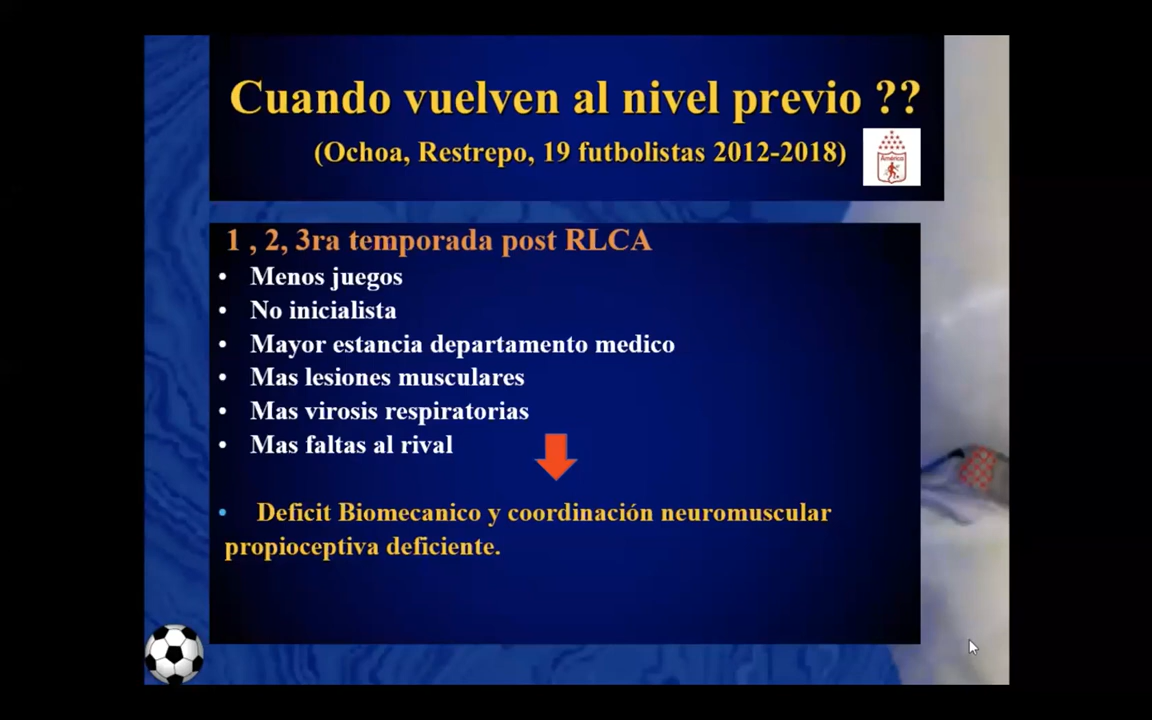 Cuando vuelven al nivel previo ??
(Ochoa, Restrepo, 19 futbolistas 2012-2018)
América
1 , 2, 3ra temporada post RLCA
• Menos juegos
• No inicialista
• Mayor estancia departamento medico
• Mas lesiones musculares
• Mas virosis respiratorias
• Mas faltas al rival
• Deficit Biomecanico y coordinación neuromuscular
propioceptiva deficiente.